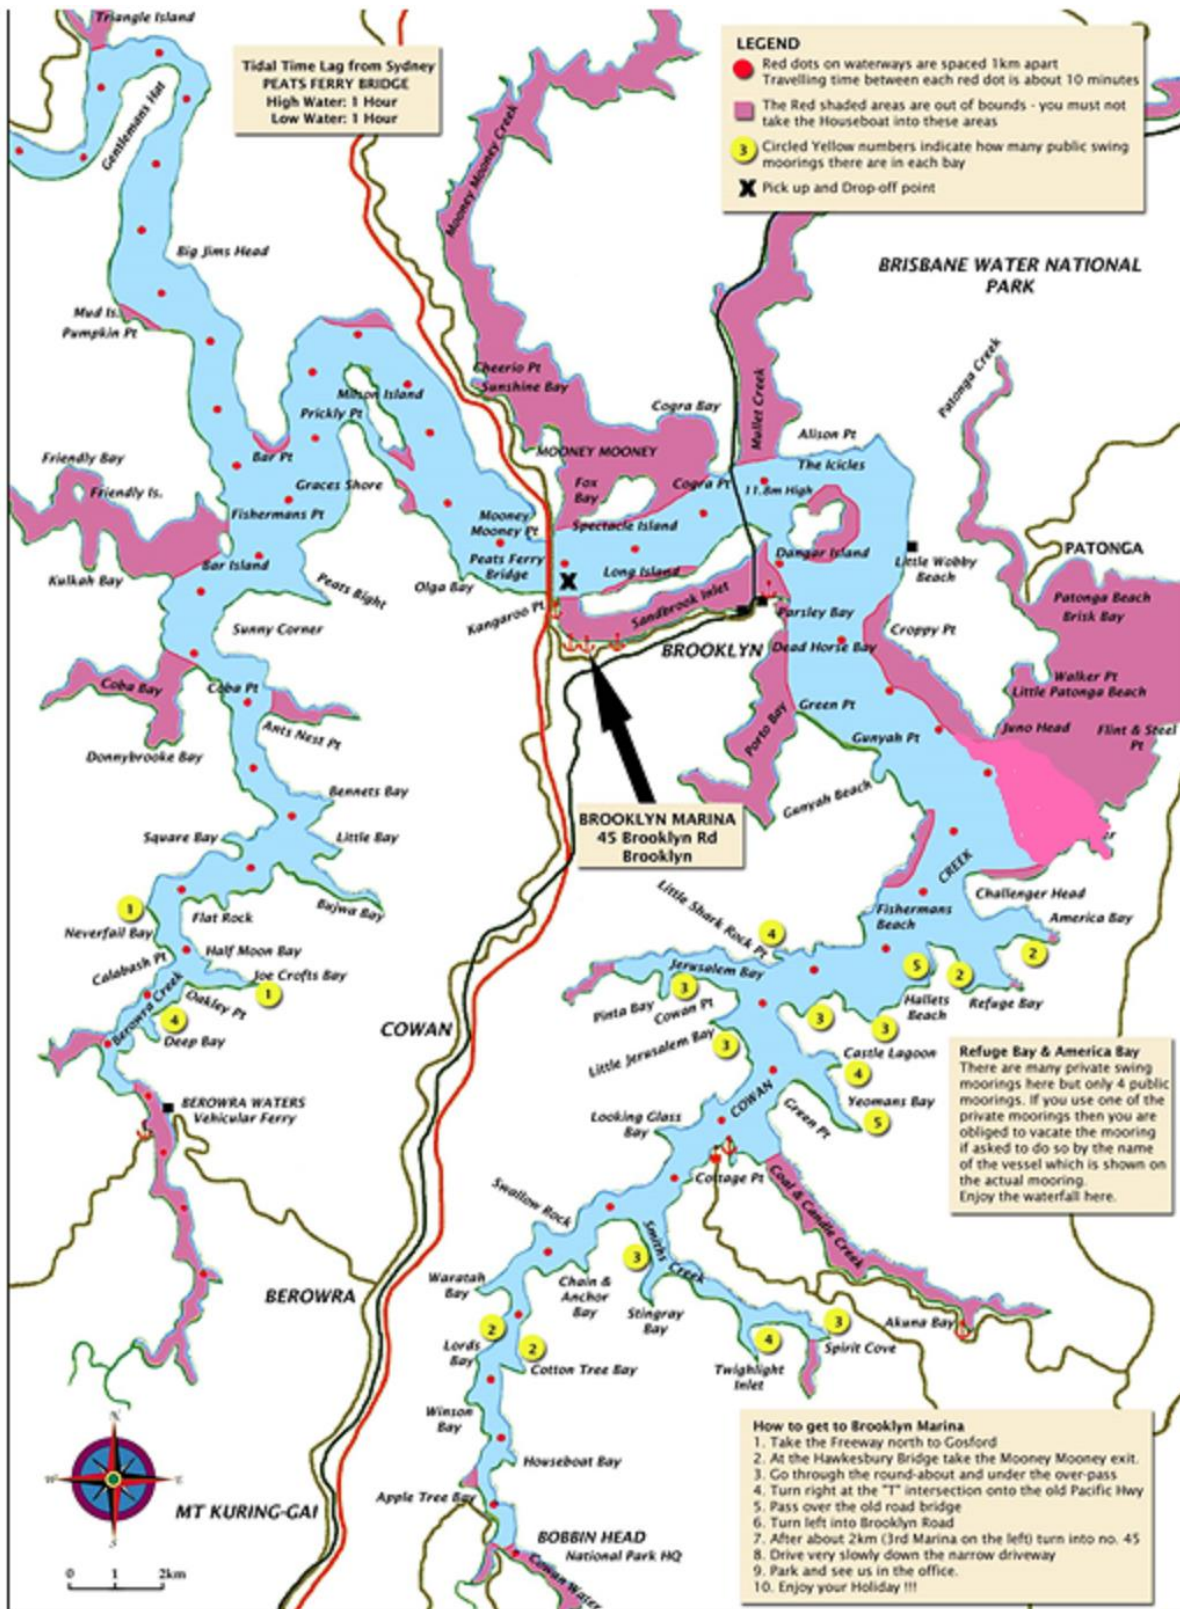 Triangle Island
Gentlemans Hat
Tidal Time Lag from Sydney
PEATS FERRY BRIDGE
High Water: 1 Hour
Low Water: 1 Hour
LEGEND
Red dots on waterways are spaced 1km apart
Travelling time between each red dot is about 10 minutes
The Red shaded areas are out of bounds - you must not
take the Houseboat into these areas
3
Circled Yellow numbers indicate how many public swing
moorings there are in each bay
X Pick up and Drop-off point
Mooney Mooney Creek
Big Jims Head
BRISBANE WATER NATIONAL
PARK
Mud Is.
Pumpkin Pt
Cheerio Pt
Sunshine Bay
Milson Island
Prickly Pt
Cogra Bay
Mullet Creek
Patonga Creek
Alison Pt
MOONEY MOONEY
The Icicles
Bar Pt
Friendly Bay
Friendly Is.
Graces Shore
Fox
Bay
Cogra Pt
11.8m High
Fishermans Pt
Mooney
Mooney Pt
Spectacle Island
Peats Ferry
Bridge
X
Dangar Island
Little Wobby
Beach
PATONGA
Bar Island
Kulkah Bay
Peats Bight
Olga Bay
Long Island
Kangaroo Pt
Sandbrook Inlet
Parsley Bay
Patonga Beach
Brisk Bay
Sunny Corner
Croppy Pt
BROOKLYN
Dead Horse Bay
Walker Pt
Little Patonga Beach
Coba Bay
Coba Pt
Ants Nest Pt
Green Pt
Porto Bay
Gunyah Pt
Juno Head
Flint & Steel
Pt
Donnybrooke Bay
Gunyah Beach
Bennets Bay
BROOKLYN MARINA
45 Brooklyn Rd
Brooklyn
Square Bay
Little Bay
CREEK
Challenger Head
Little Shark Rock Pt
Fishermans
Beach
America Bay
Bujwa Bay
Flat Rock
1
Neverfail Bay
4
2
Half Moon Bay
Calabash Pt
Joe Crofts Bay
1
Jerusalem Bay
5
2
Hallets
Beach
Refuge Bay
Berowra Creek
Oakley Pt
4
Deep Bay
Pinta Bay
3
Cowan Pt
3
3
COWAN
Little Jerusalem Bay
3
Castle Lagoon
4
Yeomans Bay
5
Refuge Bay & America Bay
There are many private swing
moorings here but only 4 public
moorings. If you use one of the
private moorings then you are
obliged to vacate the mooring
if asked to do so by the name
of the vessel which is shown on
the actual mooring.
Enjoy the waterfall here.
BEROWRA WATERS
Vehicular Ferry
COWAN
Green Pt
Looking Glass
Bay
Cottage Pt
Coal & Candle Creek
Swallow Rock
Smiths Creek
3
Waratah
Bay
Chain &
Anchor
Bay
Stingray
Bay
BEROWRA
2
Lords
Bay
2
Cotton Tree Bay
4
Twighlight
Inlet
3
Spirit Cove
Akuna Bay
Winson
Bay
Houseboat Bay
Apple Tree Bay
BOBBIN HEAD
National Park HQ
Cowan Water
N
W
E
S
MT KURING-GAI
0 1 2km
How to get to Brooklyn Marina
1. Take the Freeway north to Gosford
2. At the Hawkesbury Bridge take the Mooney Mooney exit.
3. Go through the round-about and under the over-pass
4. Turn right at the "T" intersection onto the old Pacific Hwy
5. Pass over the old road bridge
6. Turn left into Brooklyn Road
7. After about 2km (3rd Marina on the left) turn into no. 45
8. Drive very slowly down the narrow driveway
9. Park and see us in the office.
10. Enjoy your Holiday !!!